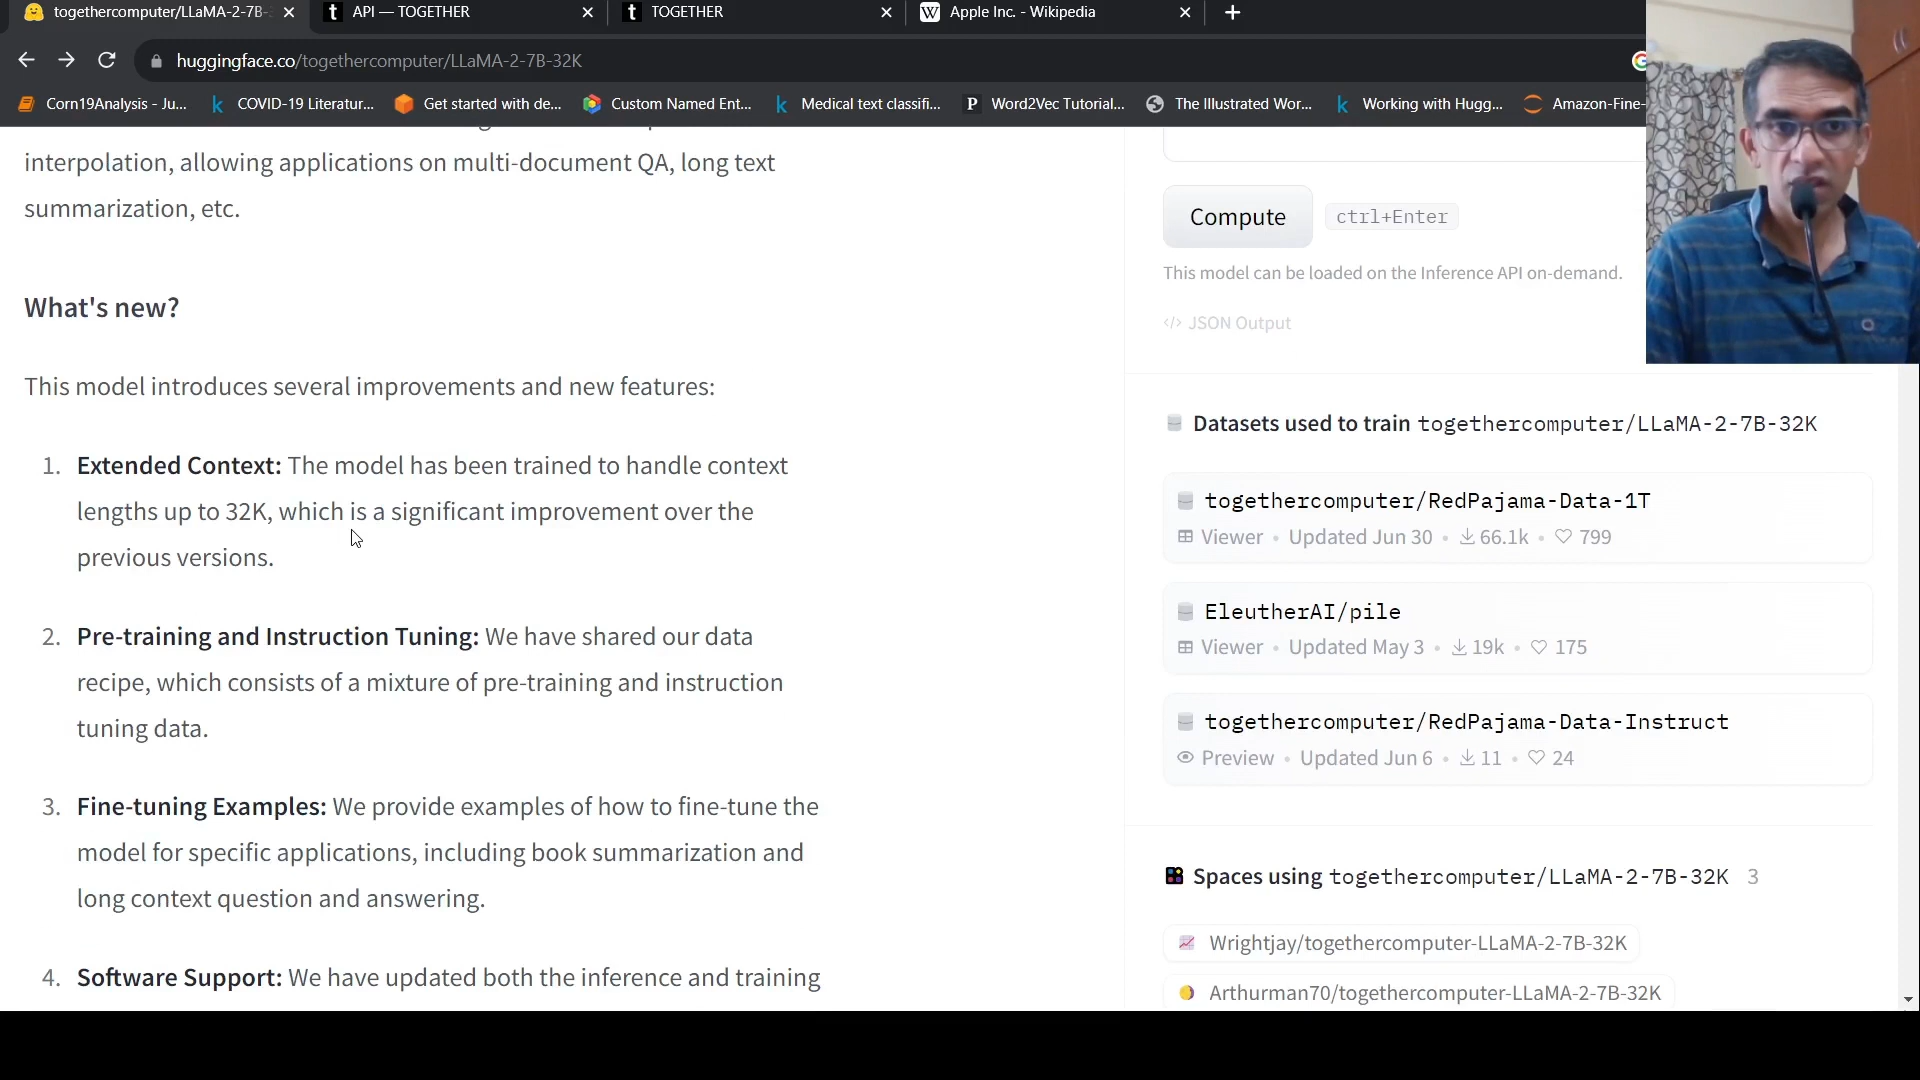 togethercomputer/LLaMA-2-7B-
API — TOGETHER
TOGETHER
Apple Inc. - Wikipedia
huggingface.co/togethercomputer/LLaMA-2-7B-32K
Corn19Analysis - Ju...
COVID-19 Literatur...
Get started with de...
Custom Named Ent...
Medical text classifi...
Word2Vec Tutorial...
The Illustrated Wor...
Working with Hugg...
Amazon-Fine-
interpolation, allowing applications on multi-document QA, long text
summarization, etc.
What's new?
This model introduces several improvements and new features:
1. Extended Context: The model has been trained to handle context
lengths up to 32K, which is a significant improvement over the
previous versions.
2. Pre-training and Instruction Tuning: We have shared our data
recipe, which consists of a mixture of pre-training and instruction
tuning data.
3. Fine-tuning Examples: We provide examples of how to fine-tune the
model for specific applications, including book summarization and
long context question and answering.
4. Software Support: We have updated both the inference and training
Compute ctrl+Enter
This model can be loaded on the Inference API on-demand.
</> JSON Output
Datasets used to train togethercomputer/LLaMA-2-7B-32K
togethercomputer/RedPajama-Data-1T
Viewer • Updated Jun 30 • 66.1k • 799
EleutherAI/pile
Viewer • Updated May 3 • 19k • 175
togethercomputer/RedPajama-Data-Instruct
Preview • Updated Jun 6 • 11 • 24
Spaces using togethercomputer/LLaMA-2-7B-32K 3
Wrightjay/togethercomputer-LLaMA-2-7B-32K
Arthurman70/togethercomputer-LLaMA-2-7B-32K